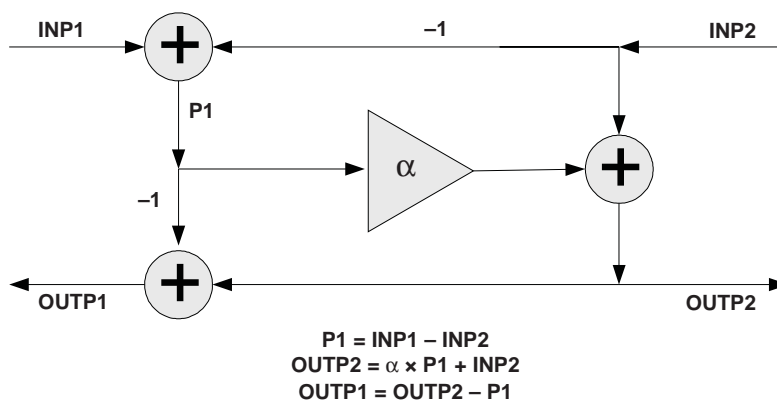 INP1
–1
INP2
P1
α
–1
OUTP1
OUTP2
P1 = INP1 – INP2
OUTP2 = α × P1 + INP2
OUTP1 = OUTP2 – P1